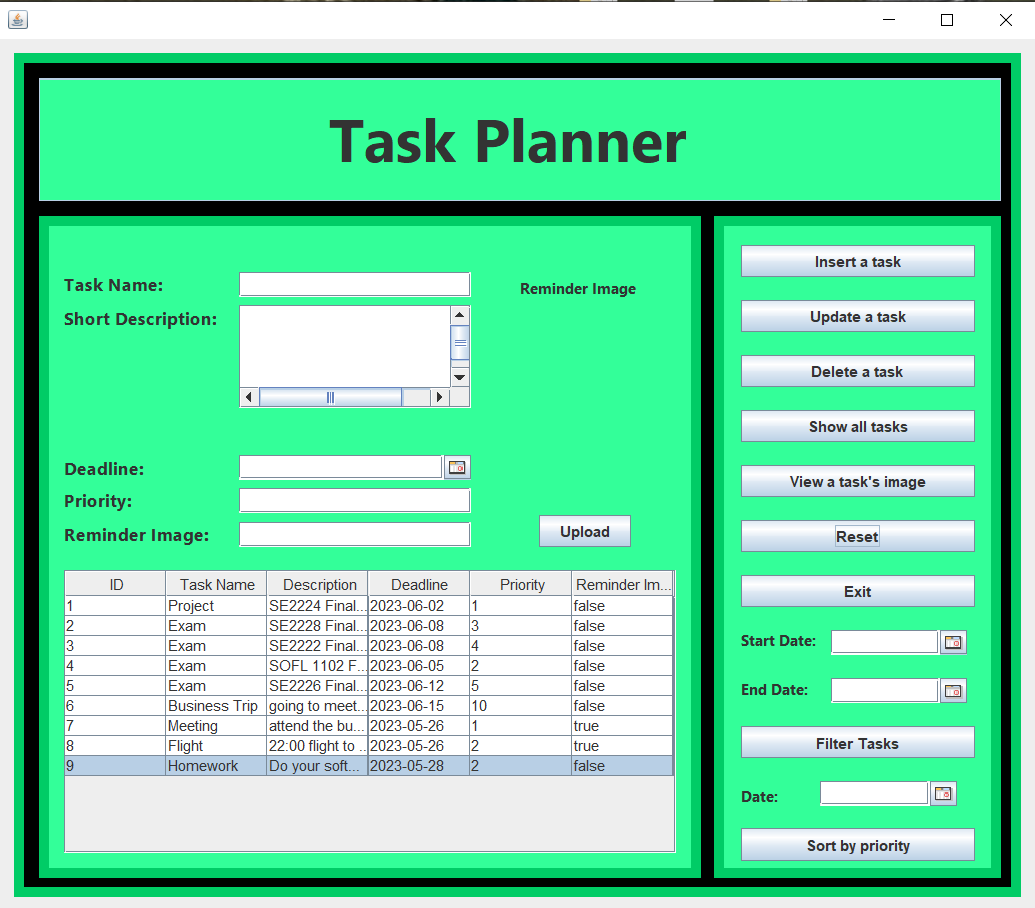 Task Planner
Task Name:
Reminder Image
Short Description:
Deadline:
Priority:
Reminder Image:
Upload
ID Task Name Description Deadline Priority Reminder Im...
1 Project SE2224 Final... 2023-06-02 1 false
2 Exam SE2228 Final... 2023-06-08 3 false
3 Exam SE2222 Final... 2023-06-08 4 false
4 Exam SOFL 1102 F... 2023-06-05 2 false
5 Exam SE2226 Final... 2023-06-12 5 false
6 Business Trip going to meet... 2023-06-15 10 false
7 Meeting attend the bu... 2023-05-26 1 true
8 Flight 22:00 flight to ... 2023-05-26 2 true
9 Homework Do your soft... 2023-05-28 2 false
Insert a task
Update a task
Delete a task
Show all tasks
View a task's image
Reset
Exit
Start Date:
End Date:
Filter Tasks
Date:
Sort by priority